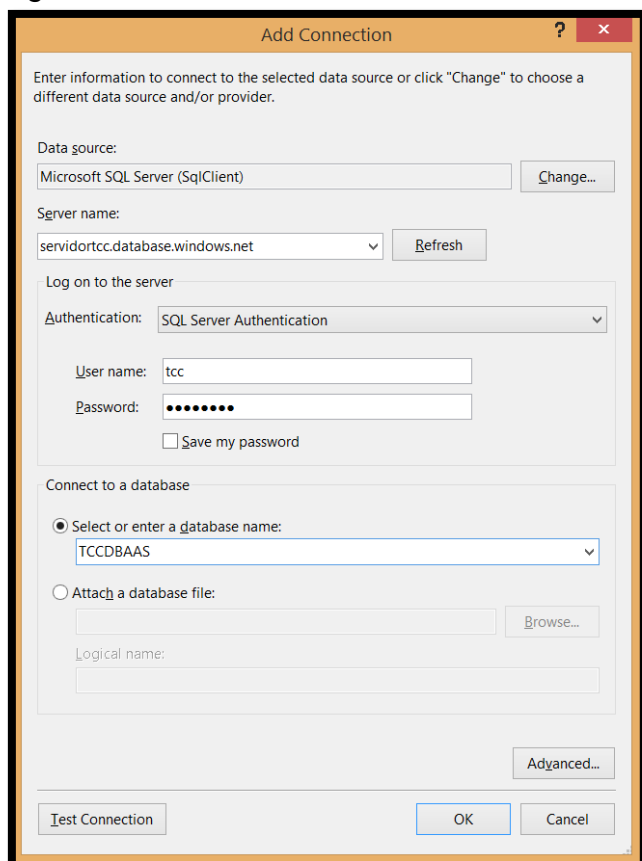 Add Connection ?
Enter information to connect to the selected data source or click "Change" to choose a
different data source and/or provider.
Data source:
Microsoft SQL Server (SqlClient)
Change...
Server name:
servidortcc.database.windows.net
Refresh
Log on to the server
Authentication:
SQL Server Authentication
User name:
tcc
Password:
●●●●●●●●
Save my password
Connect to a database
Select or enter a database name:
TCCDBAAS
Attach a database file:
Browse...
Logical name:
Advanced...
Test Connection
OK
Cancel